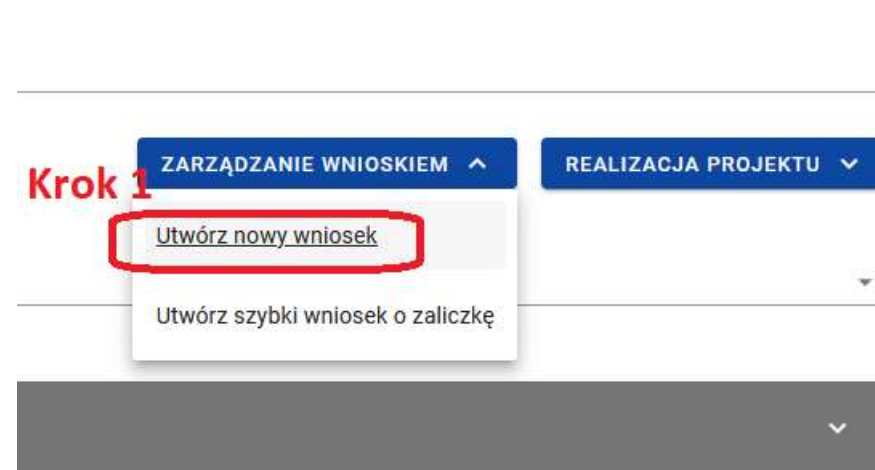 ZARZĄDZANIE WNIOSKIEM
REALIZACJA PROJEKTU
Krok 1
Utwórz nowy wniosek
Utwórz szybki wniosek o zaliczkę